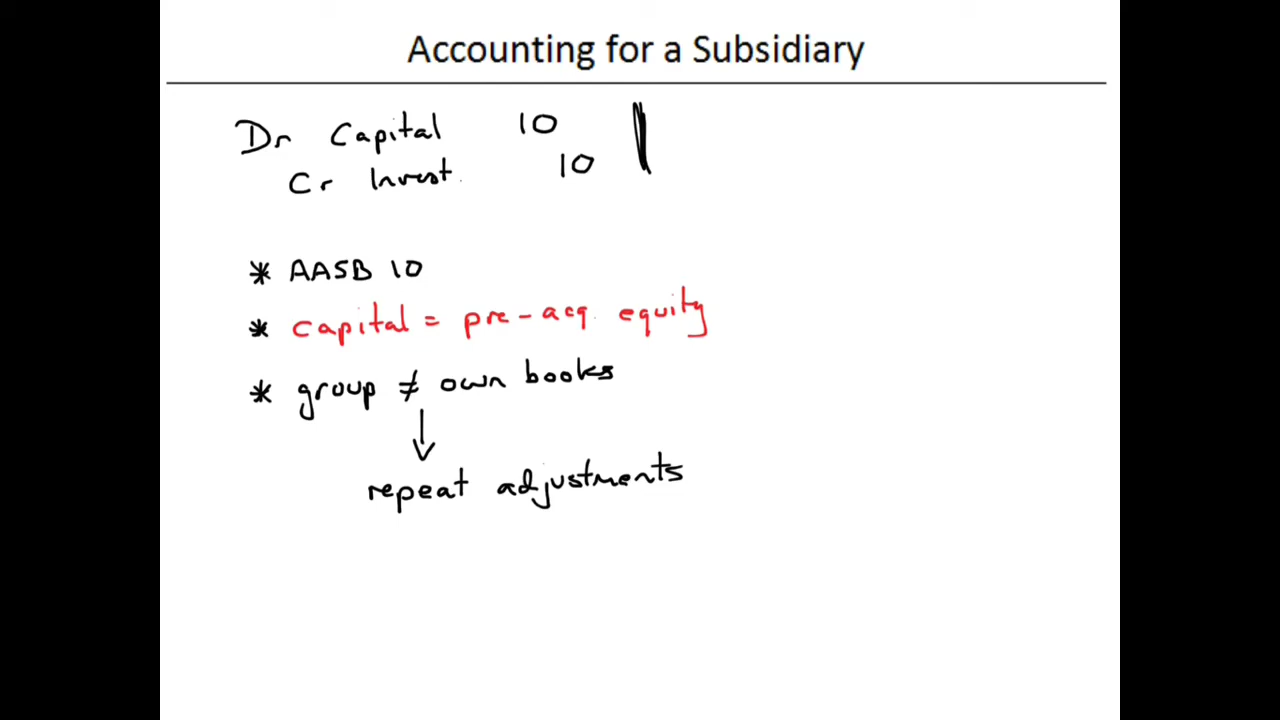 Accounting for a Subsidiary
Dr Capital 10
Cr Invest. 10
* AASB 10
* capital = pre-acq. equity
* group ≠ own books
↓
repeat adjustments